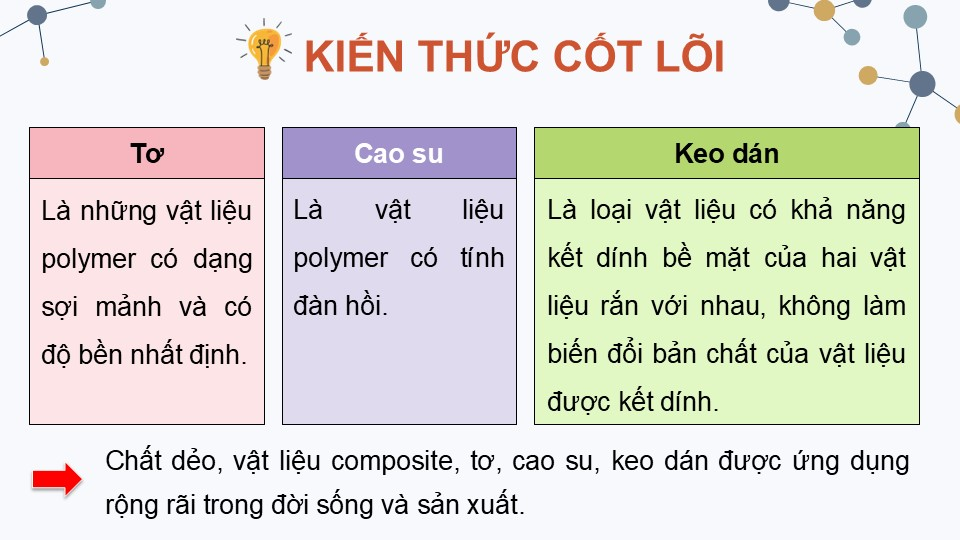 KIẾN THỨC CỐT LÕI
Tơ
Là những vật liệu
polymer có dạng
sợi mảnh và có
độ bền nhất định.
Cao su
Là vật liệu
polymer có tính
đàn hồi.
Keo dán
Là loại vật liệu có khả năng
kết dính bề mặt của hai vật
liệu rắn với nhau, không làm
biến đổi bản chất của vật liệu
được kết dính.
Chất dẻo, vật liệu composite, tơ, cao su, keo dán được ứng dụng
rộng rãi trong đời sống và sản xuất.